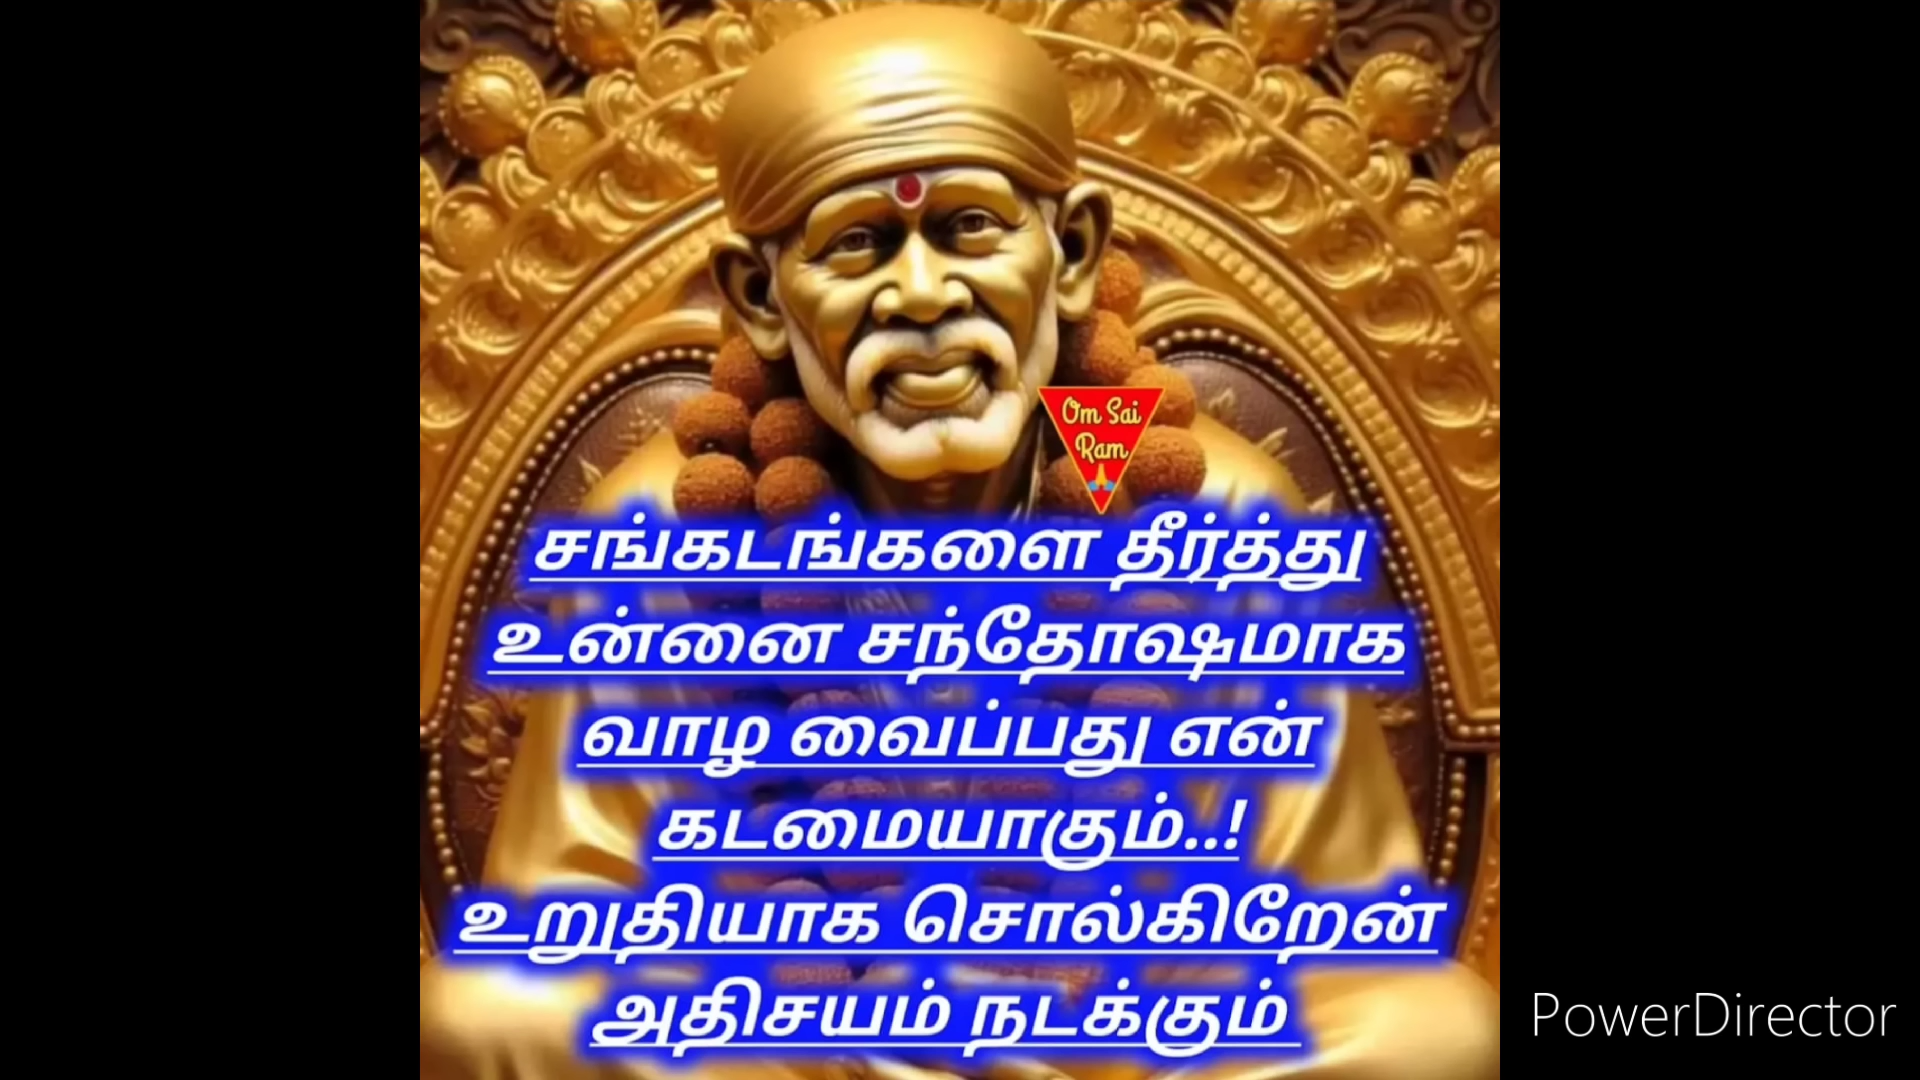 Om Sai
Ram
சங்கடங்களை தீர்த்து
உன்னை சந்தோஷமாக
வாழ வைப்பது என்
கடமையாகும்..!
உறுதியாக சொல்கிறேன்
அதிசயம் நடக்கும்
PowerDirector